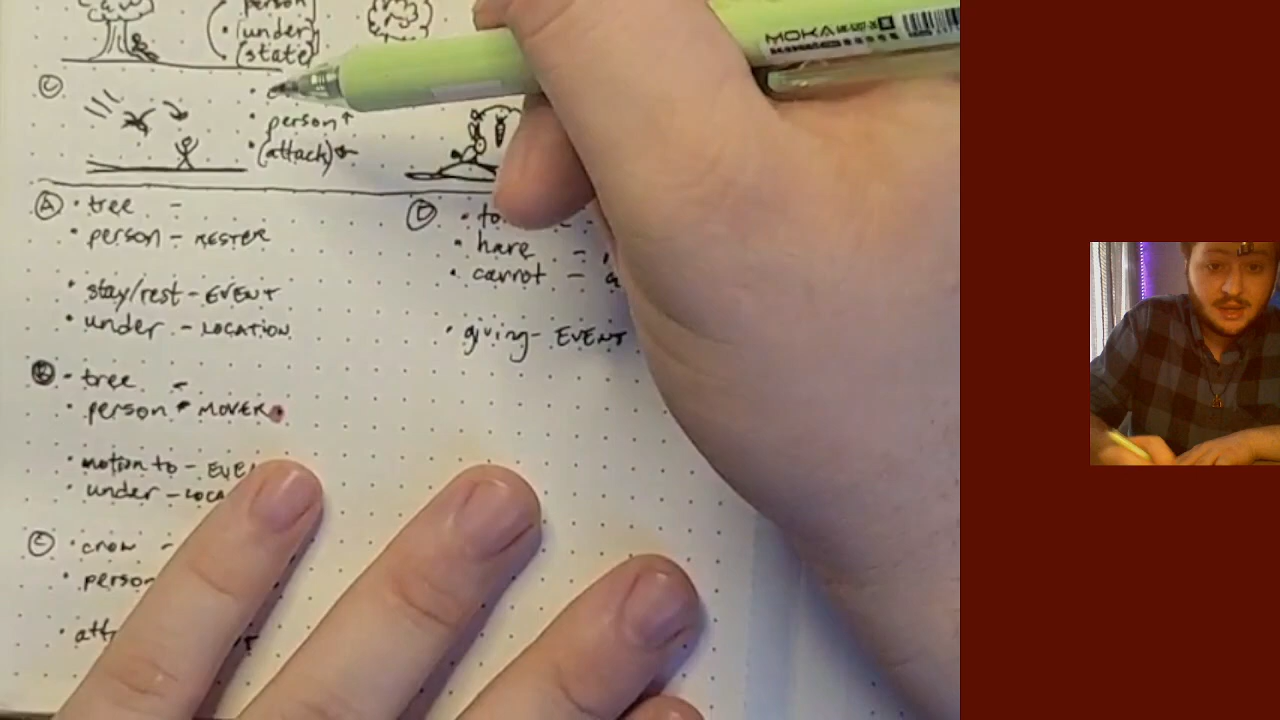 person
(under)
(state)
MOKA
C
person↑
(attack)←
A • tree –
• person – RESTER
• stay/rest – EVENT
• under – LOCATION
B • tree –
• person – MOVER
• motion to –
• under –
C • crow –
• person
D
• hare –
• carrot –
• giving – EVENT